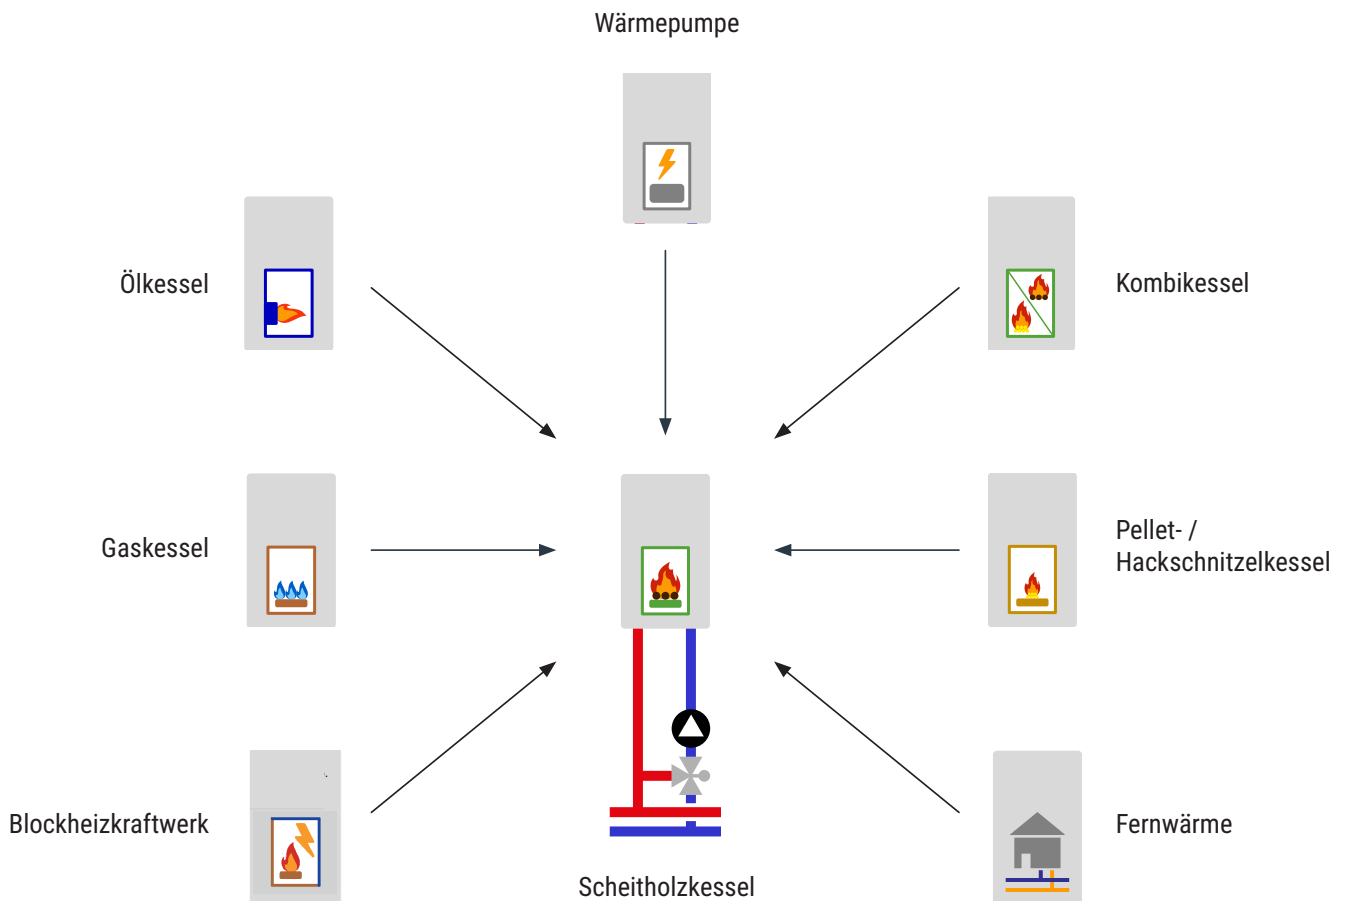 Wärmepumpe
Ölkessel
Kombikessel
Gaskessel
Pellet- /
Hackschnitzelkessel
Blockheizkraftwerk
Fernwärme
Scheitholzkessel